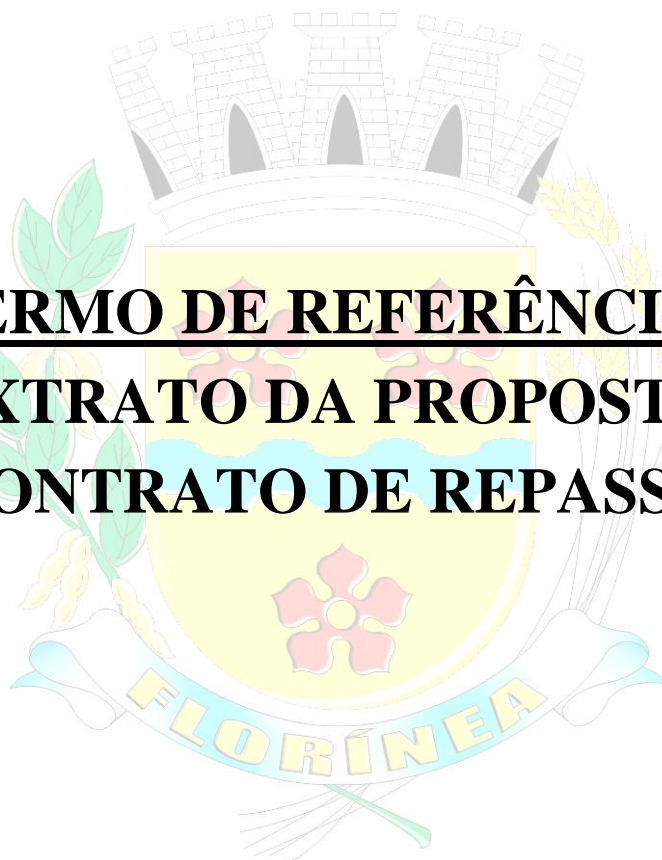 ERMO DE REFERÊNCI
XTRATO DA PROPOST
ONTRATO DE REPASS
FLORÍNEA